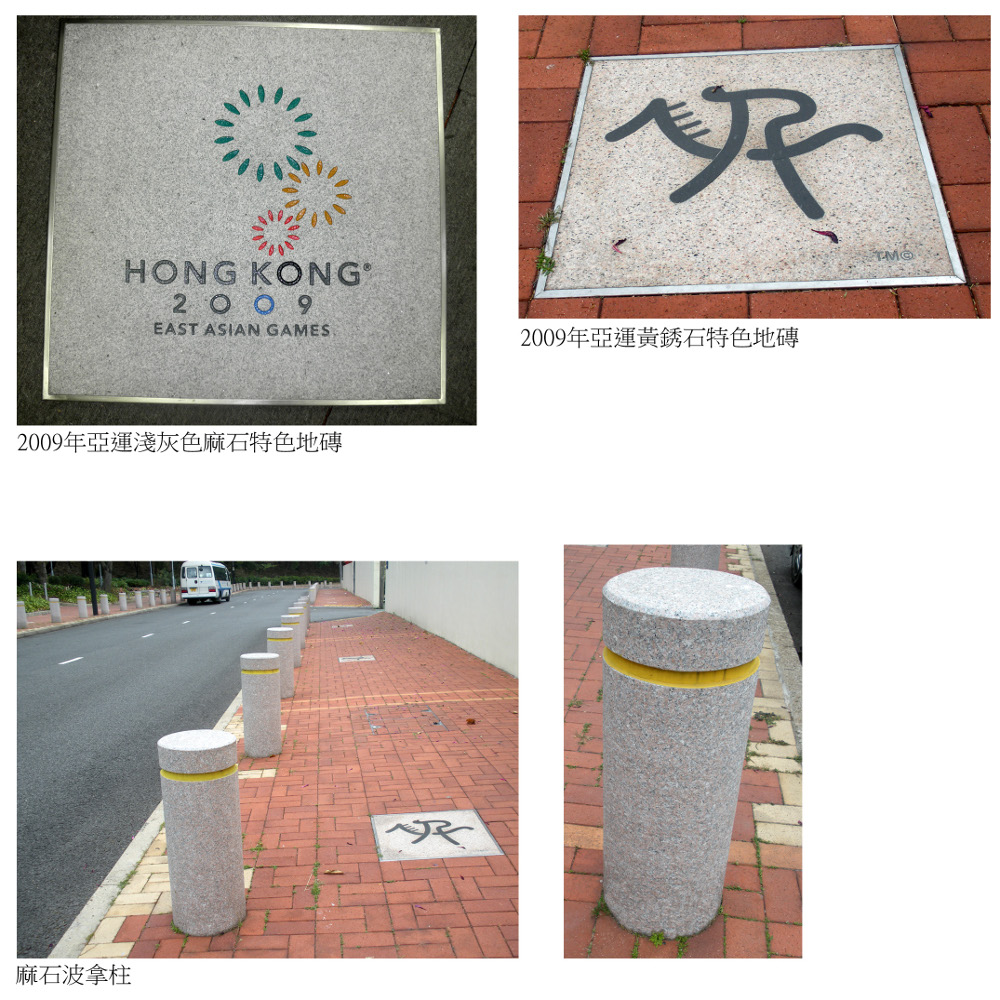 HONG KONG®
2009
EAST ASIAN GAMES
TM©
2009年亞運淺灰色麻石特色地磚
2009年亞運黃銹石特色地磚
麻石波拿柱